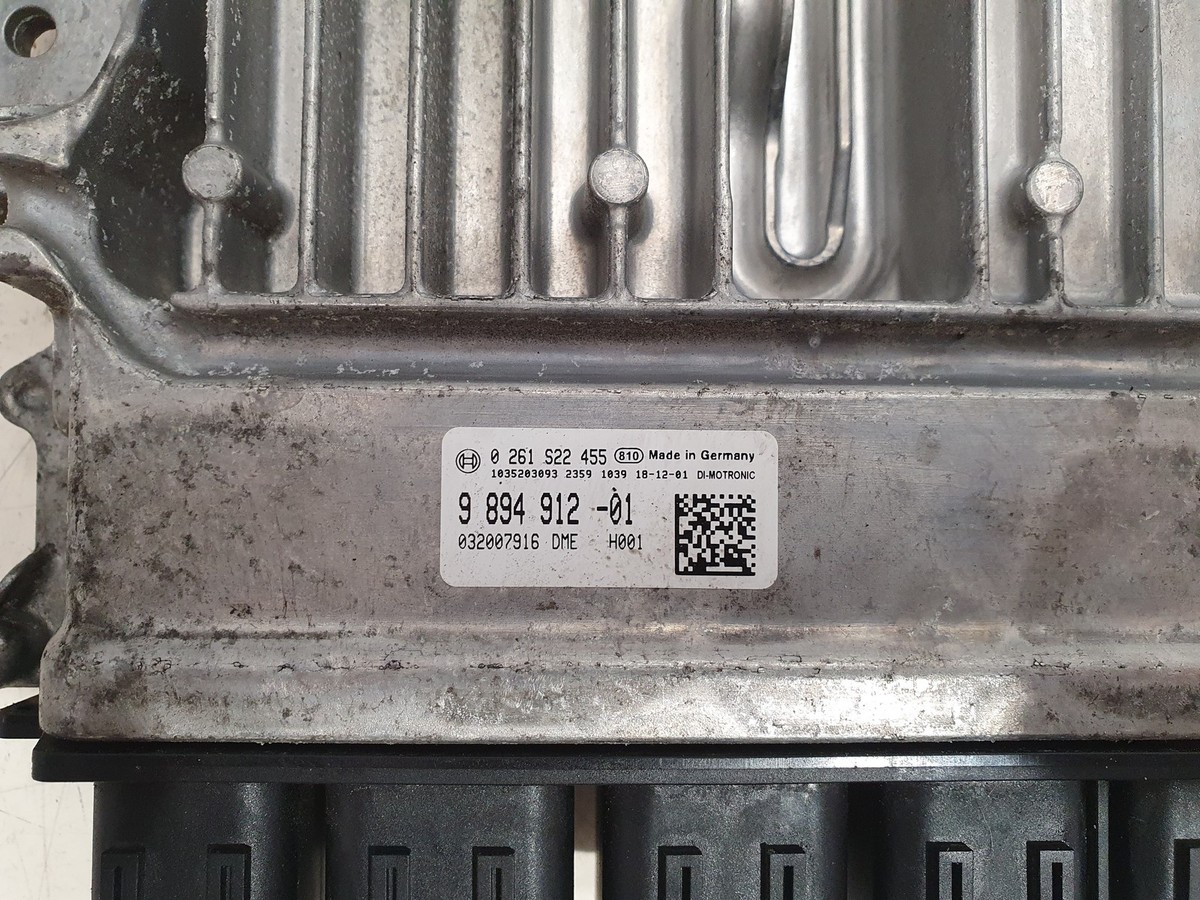 0 261 S22 455 810 Made in Germany
1035203093 2359 1039 18-12-01 DI-MOTRONIC
9 894 912 -01
032007916 DME H001